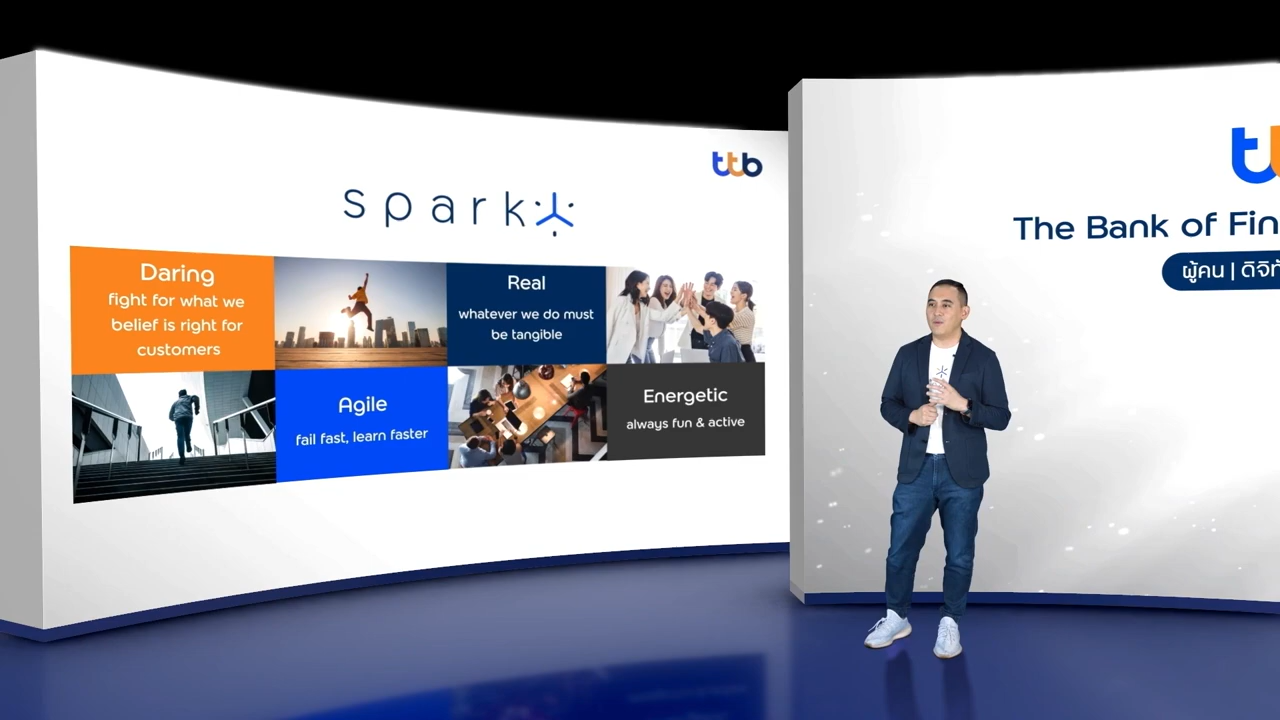 ttb
spark
Daring
fight for what we
belief is right for
customers
Real
whatever we do must
be tangible
Agile
fail fast, learn faster
Energetic
always fun & active
The Bank of Fin
ผู้คน | ดิจิทั